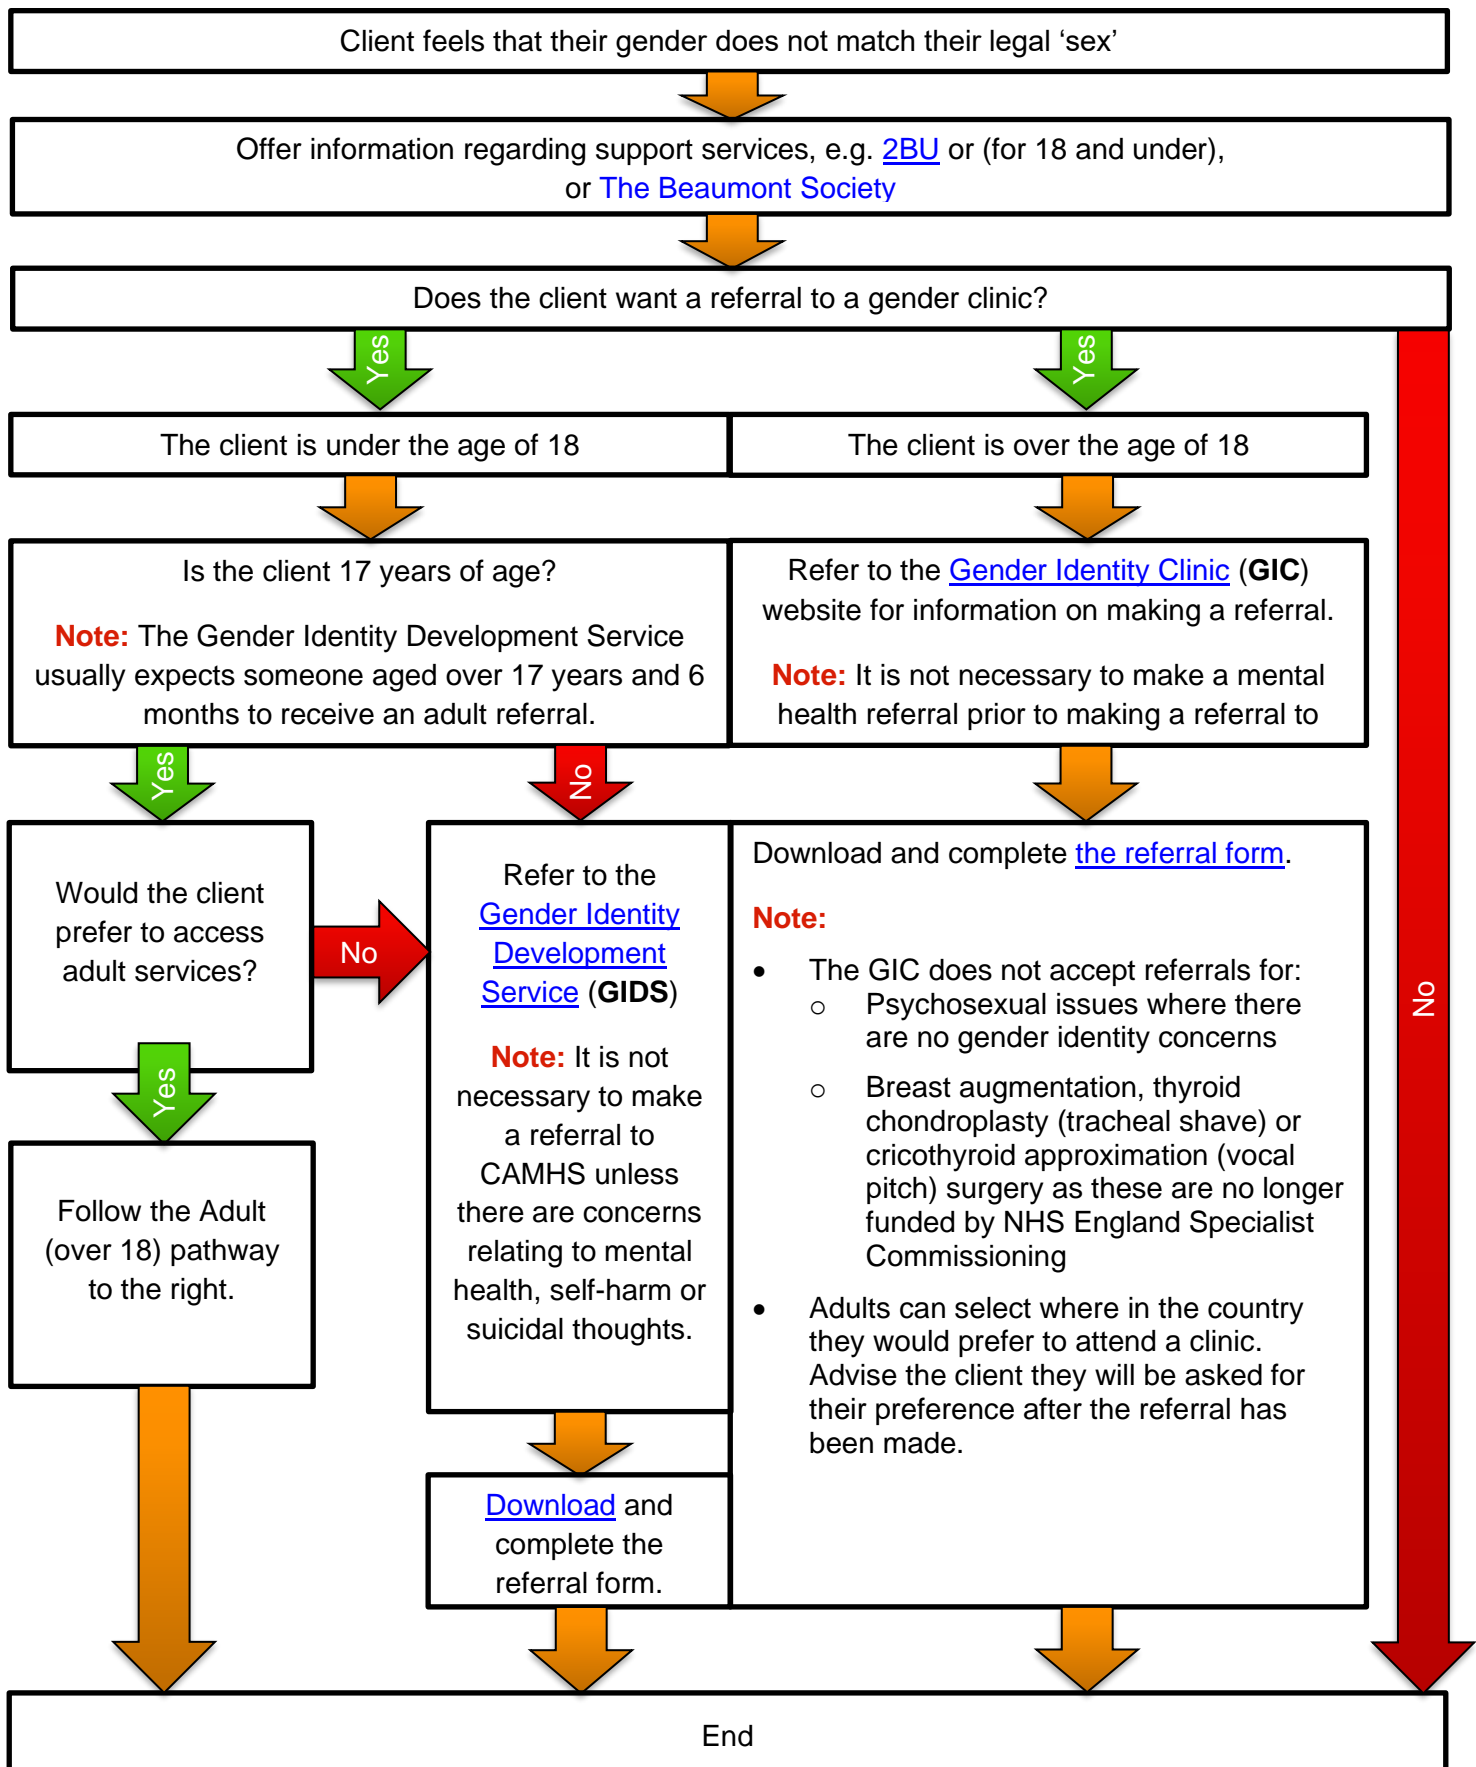 Client feels that their gender does not match their legal ‘sex’
Offer information regarding support services, e.g. 2BU or (for 18 and under),
or The Beaumont Society
Does the client want a referral to a gender clinic?
Yes
Yes
No
The client is under the age of 18
The client is over the age of 18
Is the client 17 years of age?
Note: The Gender Identity Development Service
usually expects someone aged over 17 years and 6
months to receive an adult referral.
Refer to the Gender Identity Clinic (GIC)
website for information on making a referral.
Note: It is not necessary to make a mental
health referral prior to making a referral to
Yes
No
Would the client
prefer to access
adult services?
No
Yes
Follow the Adult
(over 18) pathway
to the right.
Refer to the
Gender Identity
Development
Service (GIDS)
Note: It is not
necessary to make
a referral to
CAMHS unless
there are concerns
relating to mental
health, self-harm or
suicidal thoughts.
Download and
complete the
referral form.
Download and complete the referral form.
Note:
• The GIC does not accept referrals for:
o Psychosexual issues where there
are no gender identity concerns
o Breast augmentation, thyroid
chondroplasty (tracheal shave) or
cricothyroid approximation (vocal
pitch) surgery as these are no longer
funded by NHS England Specialist
Commissioning
• Adults can select where in the country
they would prefer to attend a clinic.
Advise the client they will be asked for
their preference after the referral has
been made.
End